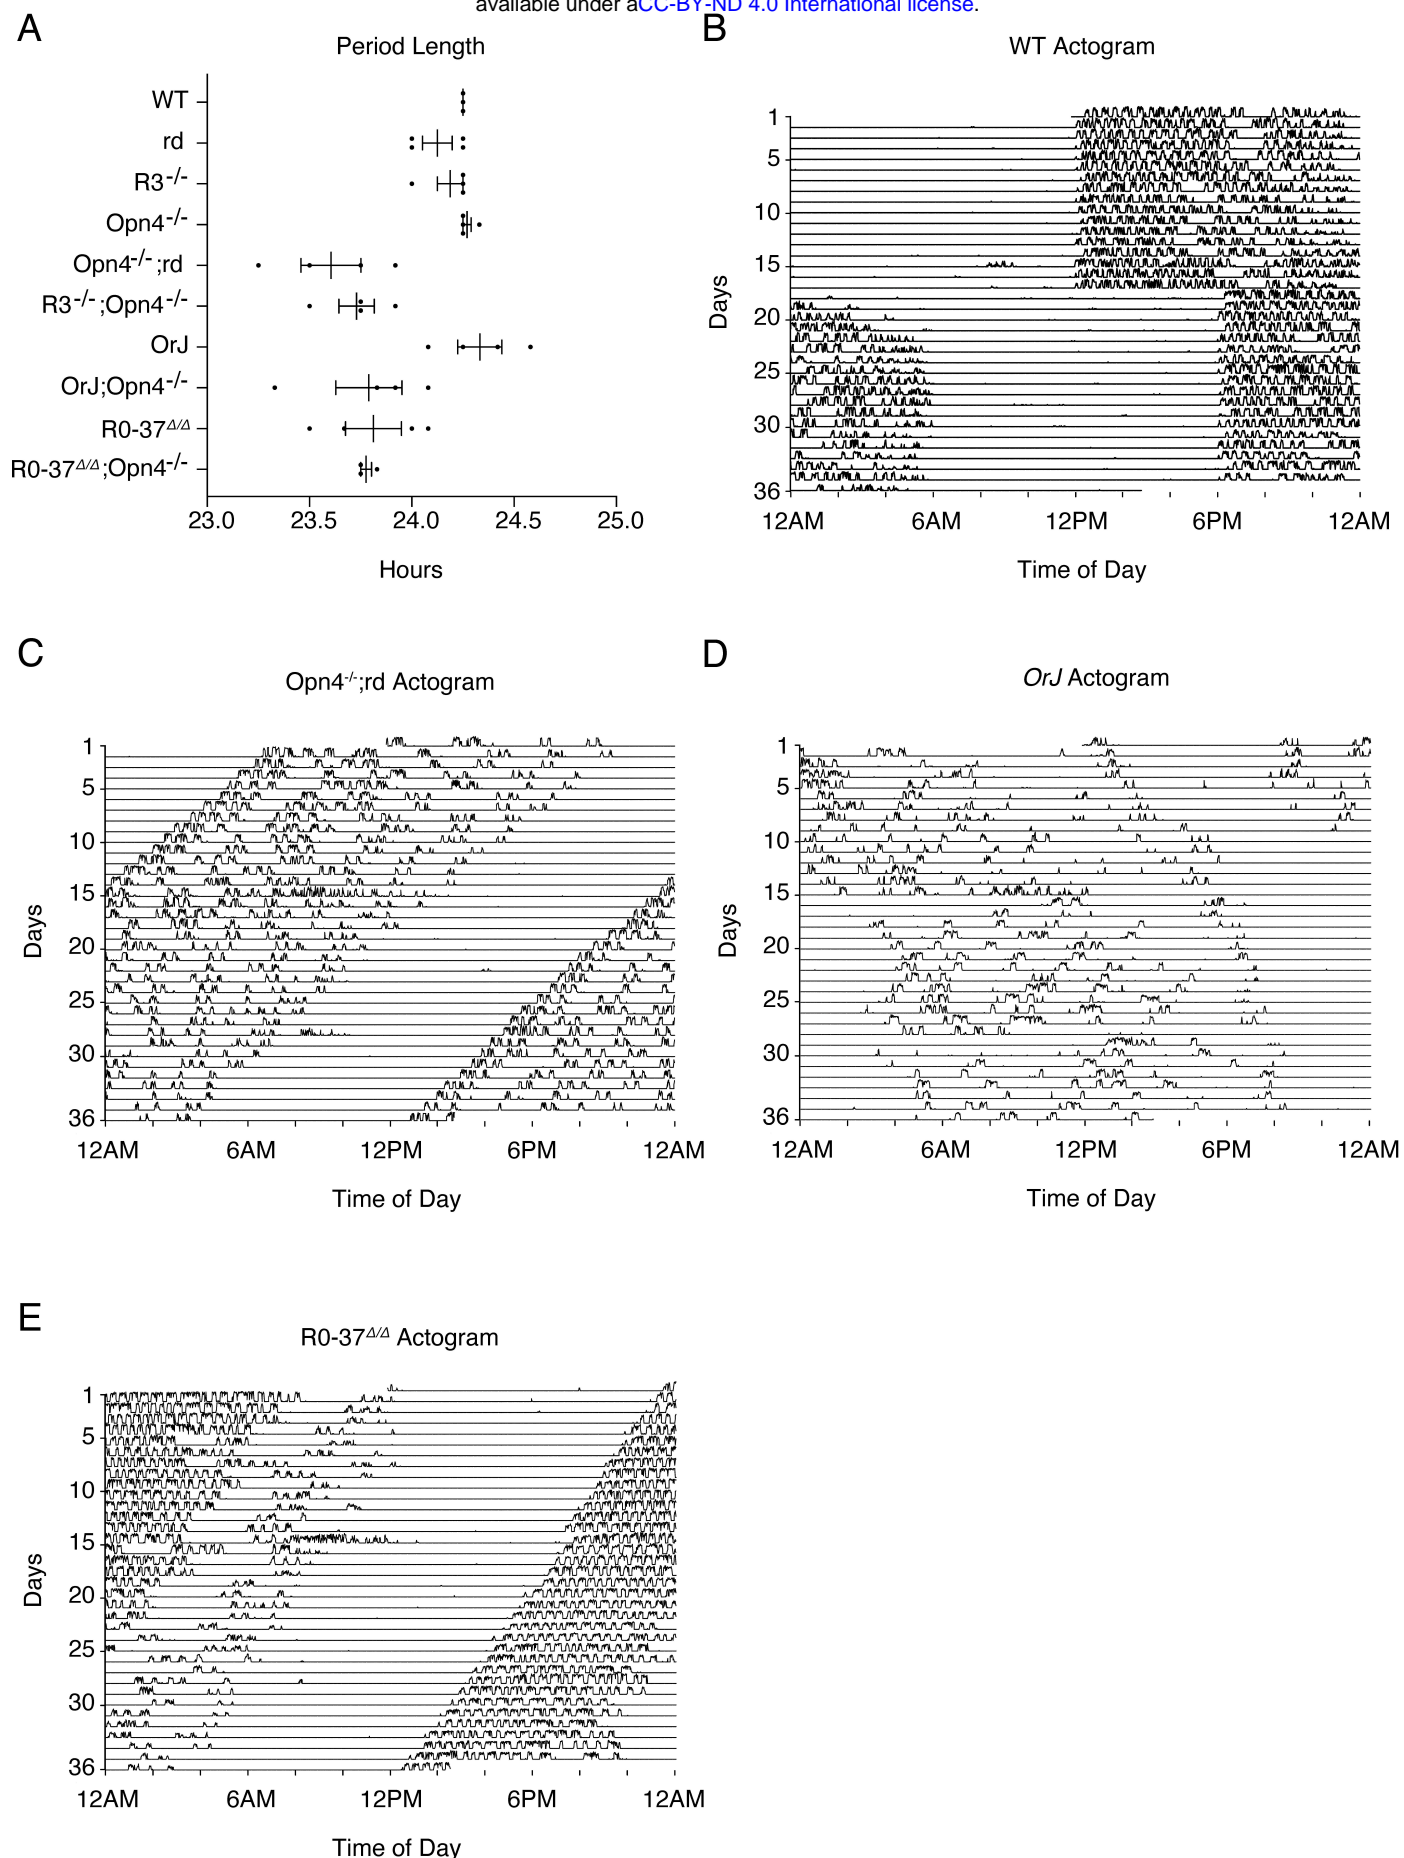 available under aCC-BY-ND 4.0 International license.
A
Period Length
WT
rd
R3-/-
Opn4-/-
Opn4-/-;rd
R3-/-;Opn4-/-
OrJ
OrJ;Opn4-/-
R0-37Δ/Δ
R0-37Δ/Δ;Opn4-/-
23.0 23.5 24.0 24.5 25.0
Hours
B
WT Actogram
Days
1
5
10
15
20
25
30
36
12AM 6AM 12PM 6PM 12AM
Time of Day
C
Opn4-/-;rd Actogram
Days
1
5
10
15
20
25
30
36
12AM 6AM 12PM 6PM 12AM
Time of Day
D
OrJ Actogram
Days
1
5
10
15
20
25
30
36
12AM 6AM 12PM 6PM 12AM
Time of Day
E
R0-37Δ/Δ Actogram
Days
1
5
10
15
20
25
30
36
12AM 6AM 12PM 6PM 12AM
Time of Day